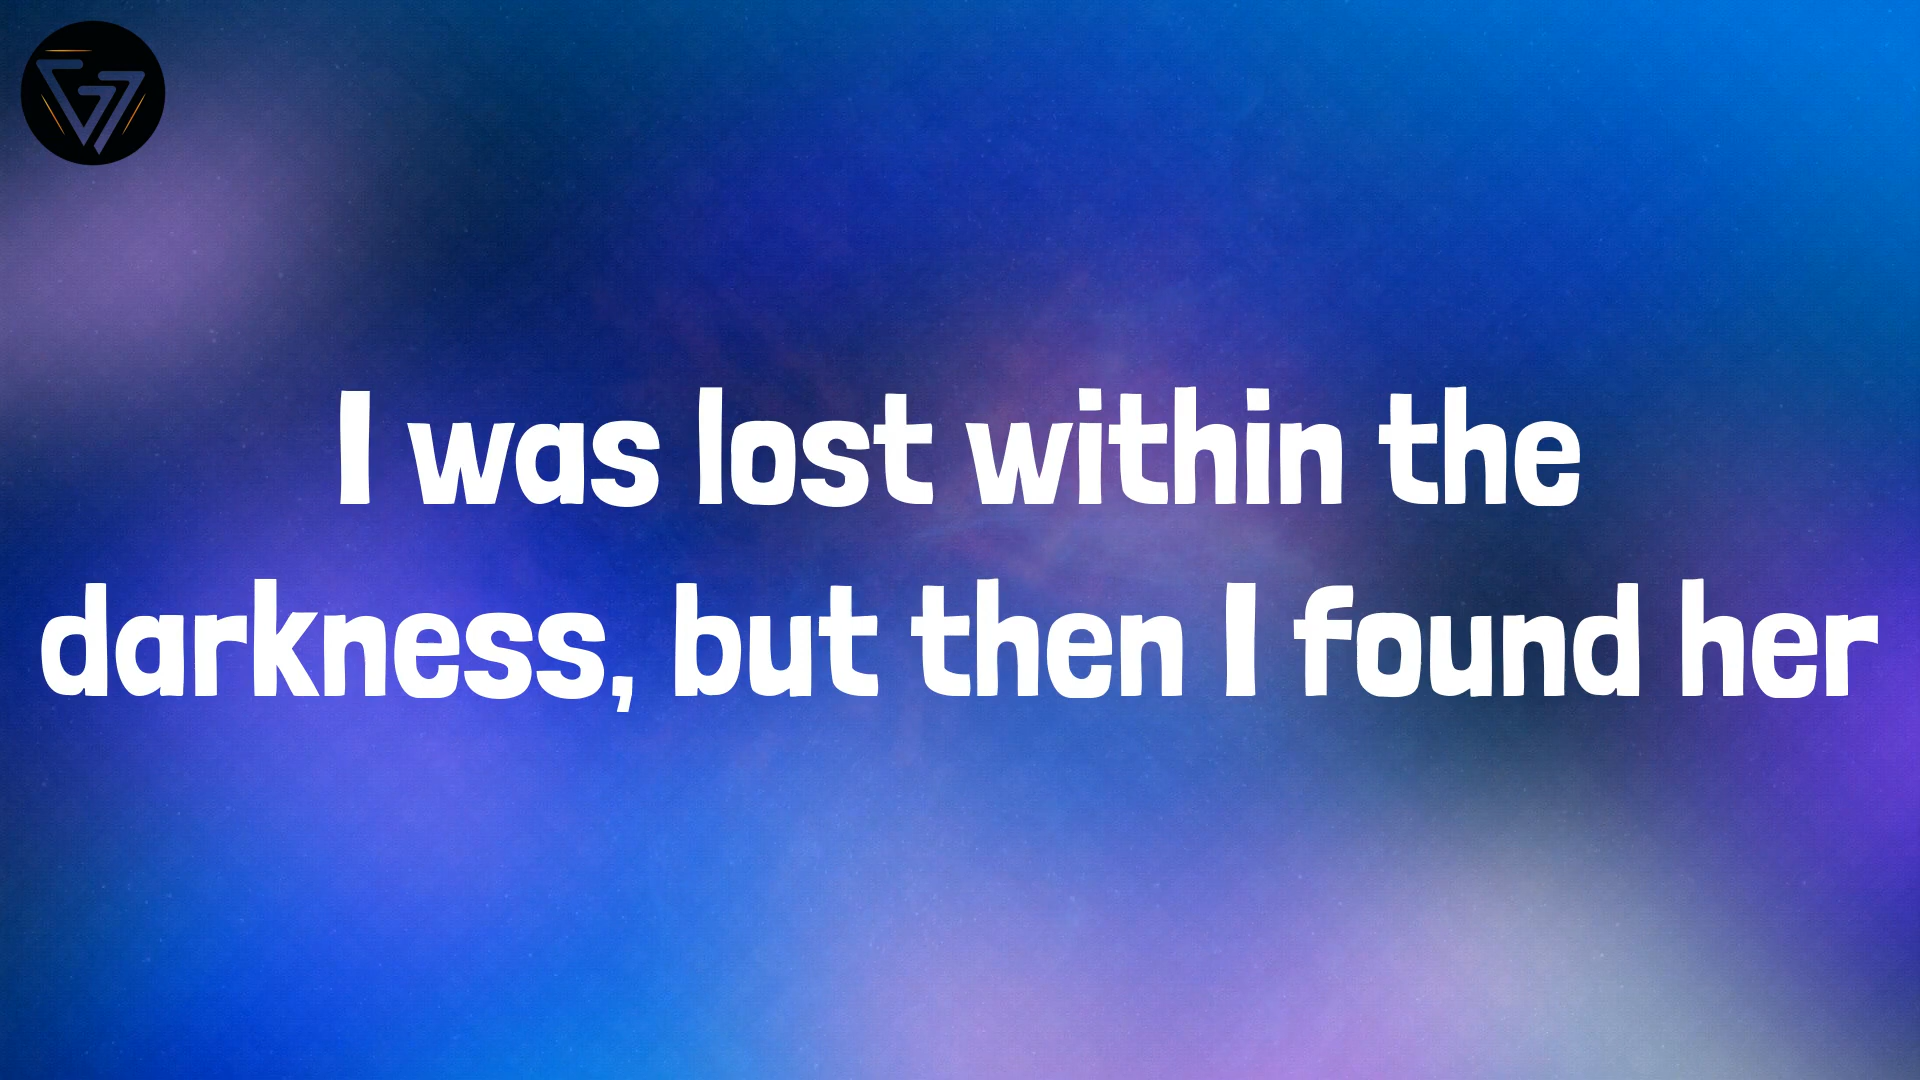 I was lost within the
darkness, but then I found her